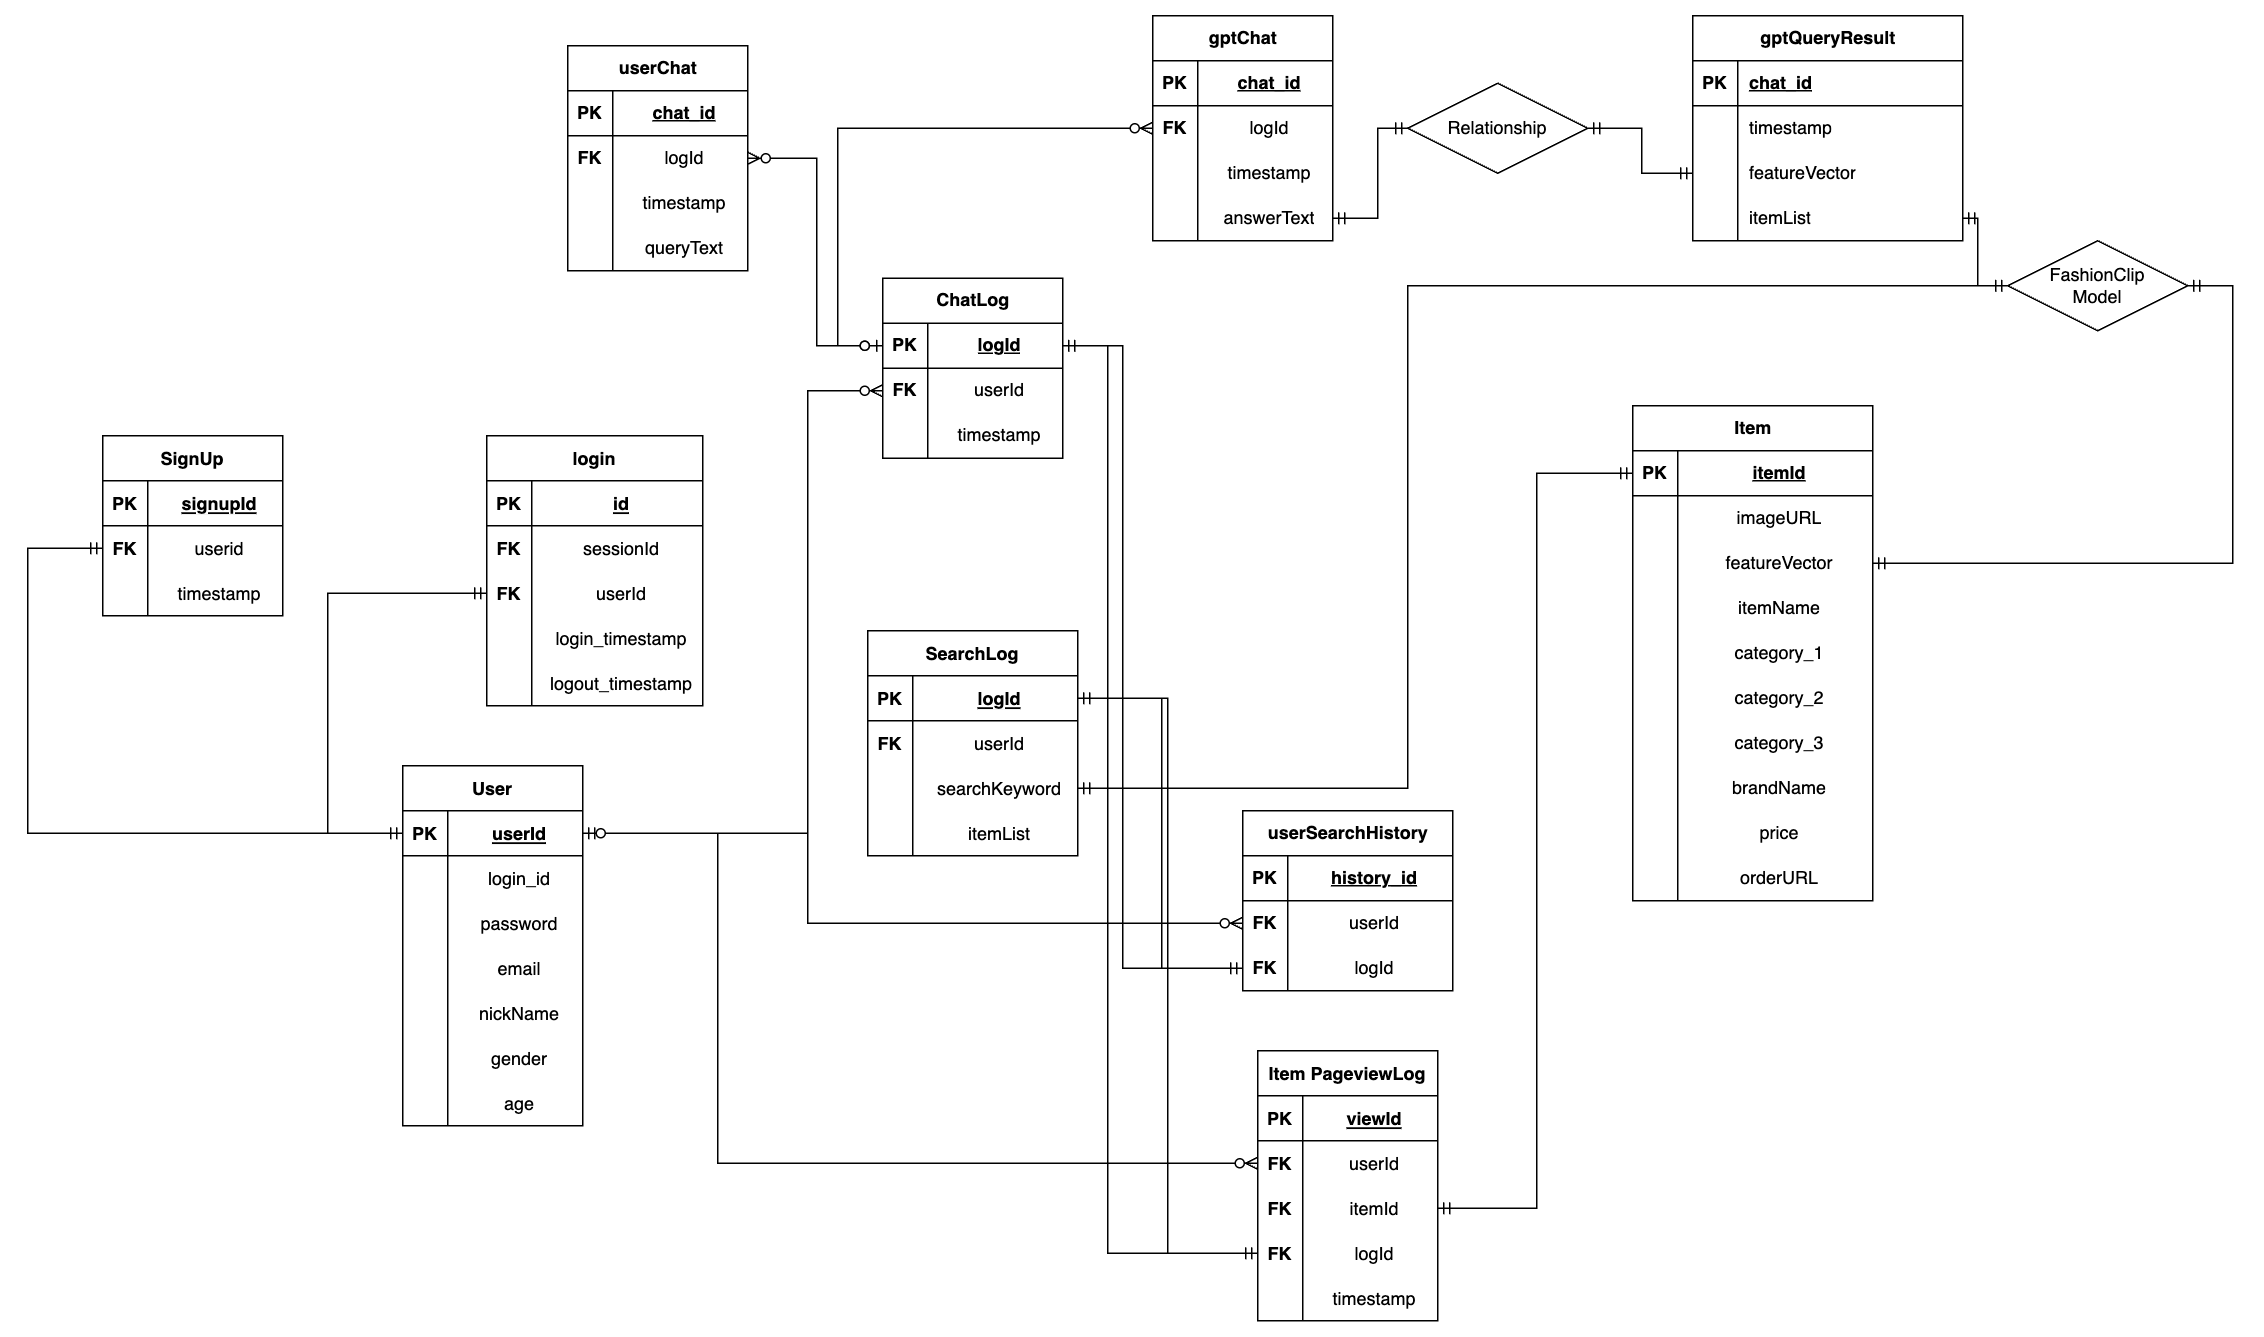 userChat
PK chat_id
FK logId
timestamp
queryText
gptChat
PK chat_id
FK logId
timestamp
answerText
Relationship
gptQueryResult
PK chat_id
timestamp
featureVector
itemList
FashionClip
Model
ChatLog
PK logId
FK userId
timestamp
SignUp
PK signupId
FK userid
timestamp
login
PK id
FK sessionId
FK userId
login_timestamp
logout_timestamp
Item
PK itemId
imageURL
featureVector
itemName
category_1
category_2
category_3
brandName
price
orderURL
SearchLog
PK logId
FK userId
searchKeyword
itemList
User
PK userId
login_id
password
email
nickName
gender
age
userSearchHistory
PK history_id
FK userId
FK logId
Item PageviewLog
PK viewId
FK userId
FK itemId
FK logId
timestamp